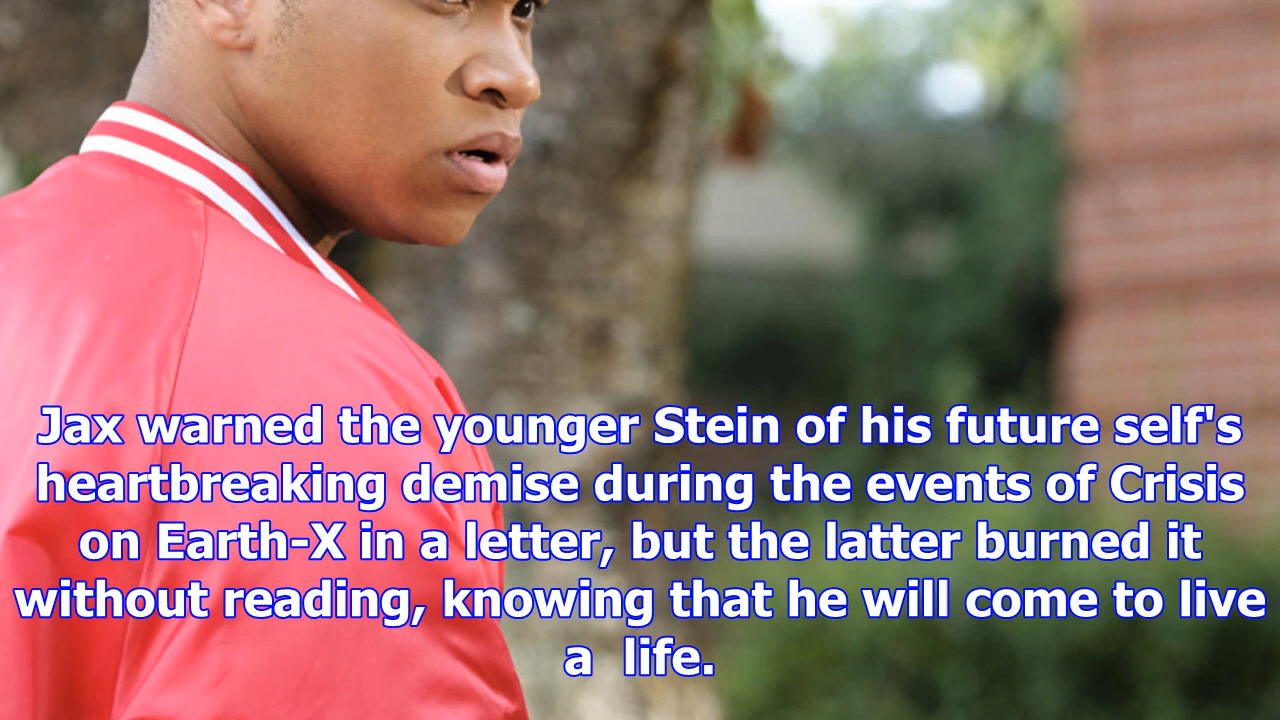 Jax warned the younger Stein of his future self's
heartbreaking demise during the events of Crisis
on Earth-X in a letter, but the latter burned it
without reading, knowing that he will come to live
a  life.